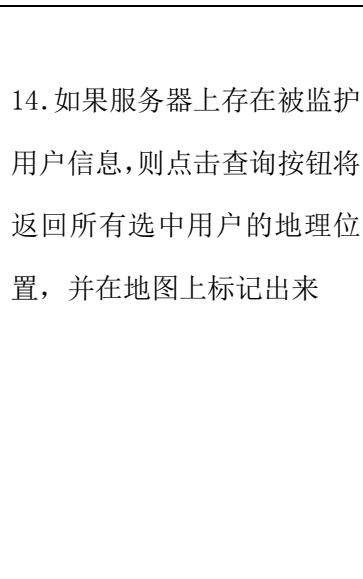 14.如果服务器上存在被监护
用户信息,则点击查询按钮将
返回所有选中用户的地理位
置，并在地图上标记出来